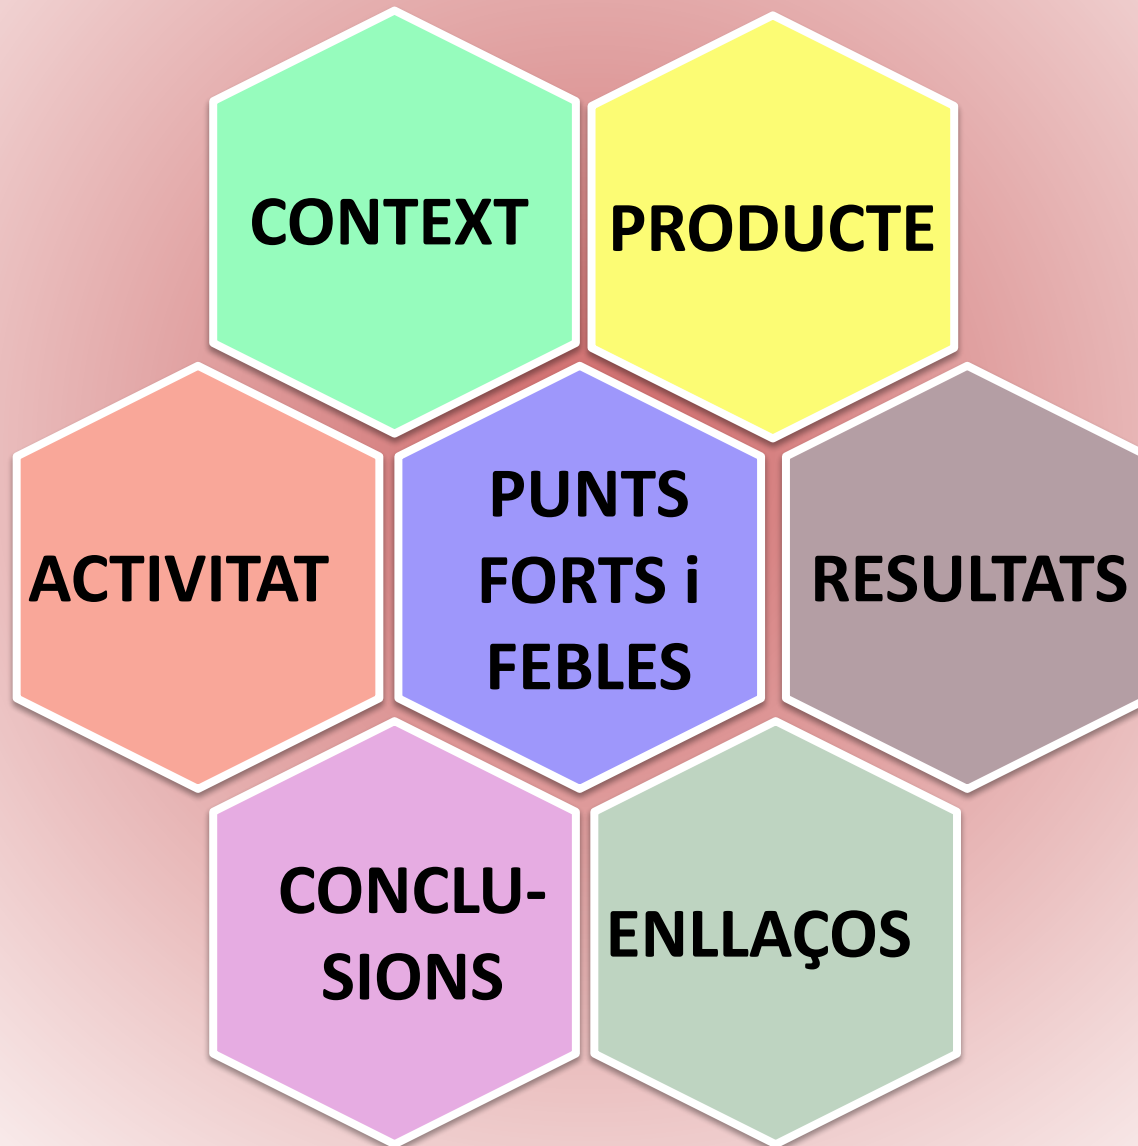 CONTEXT
PRODUCTE
ACTIVITAT
PUNTS
FORTS i
FEBLES
RESULTATS
CONCLU-
SIONS
ENLLAÇOS